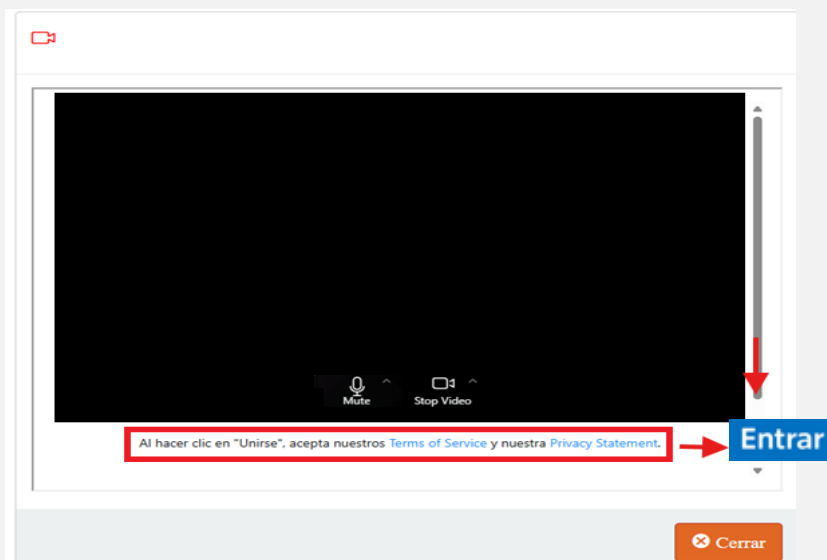 Mute
Stop Video
Al hacer clic en "Unirse", acepta nuestros Terms of Service y nuestra Privacy Statement.
Entrar
Cerrar